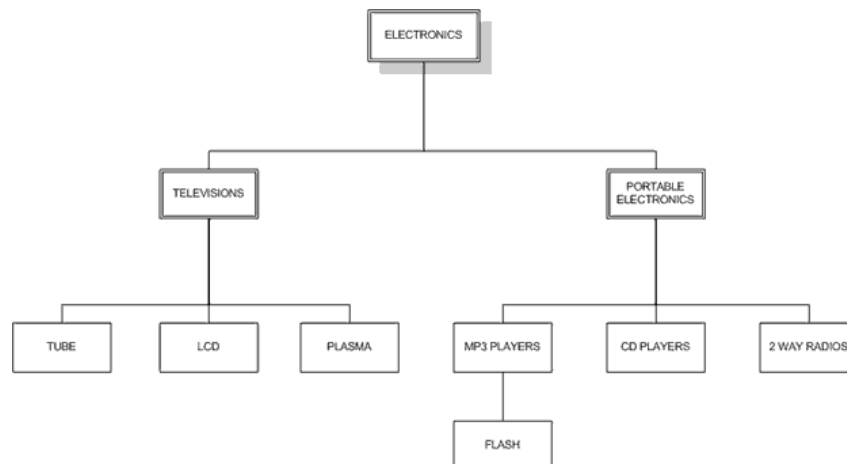 ELECTRONICS
TELEVISIONS
PORTABLE
ELECTRONICS
TUBE
LCD
PLASMA
MP3 PLAYERS
CD PLAYERS
2 WAY RADIOS
FLASH